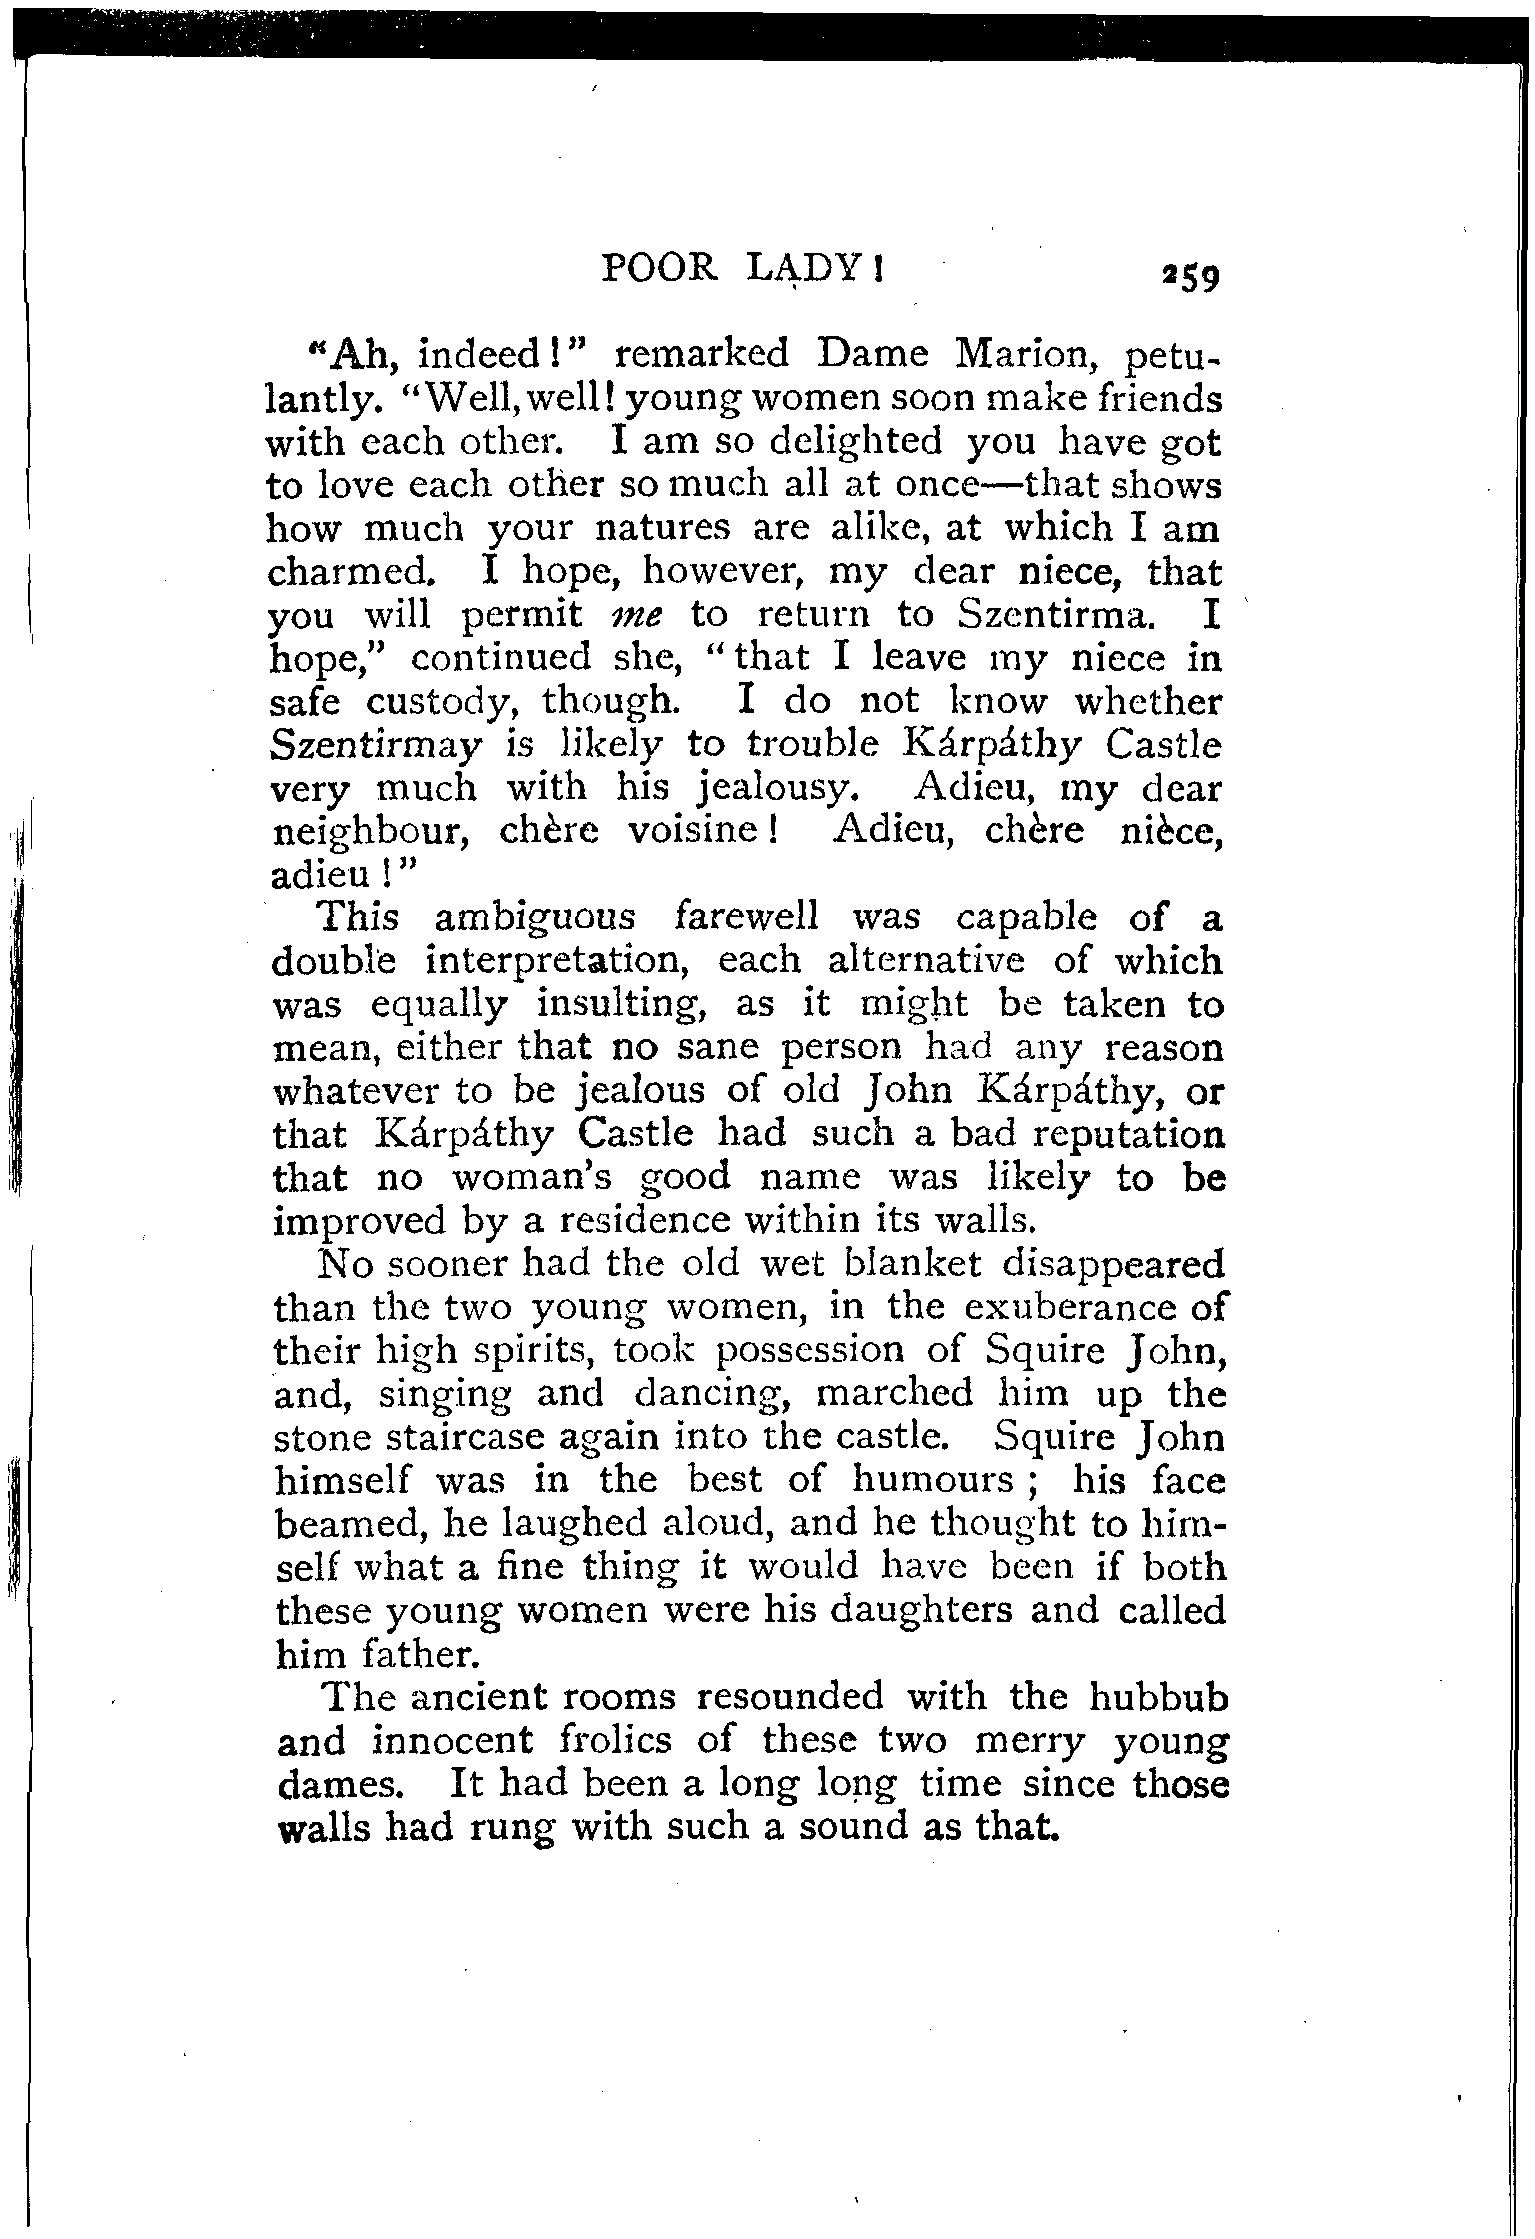 POOR LADY! 259
"Ah, indeed!" remarked Dame Marion, petu-
lantly. "Well, well! young women soon make friends
with each other. I am so delighted you have got
to love each other so much all at once—that shows
how much your natures are alike, at which I am
charmed. I hope, however, my dear niece, that
you will permit me to return to Szentirma. I
hope," continued she, "that I leave my niece in
safe custody, though. I do not know whether
Szentirmay is likely to trouble Kárpáthy Castle
very much with his jealousy. Adieu, my dear
neighbour, chère voisine! Adieu, chère nièce,
adieu!"
This ambiguous farewell was capable of a
double interpretation, each alternative of which
was equally insulting, as it might be taken to
mean, either that no sane person had any reason
whatever to be jealous of old John Kárpáthy, or
that Kárpáthy Castle had such a bad reputation
that no woman's good name was likely to be
improved by a residence within its walls.
No sooner had the old wet blanket disappeared
than the two young women, in the exuberance of
their high spirits, took possession of Squire John,
and, singing and dancing, marched him up the
stone staircase again into the castle. Squire John
himself was in the best of humours; his face
beamed, he laughed aloud, and he thought to him-
self what a fine thing it would have been if both
these young women were his daughters and called
him father.
The ancient rooms resounded with the hubbub
and innocent frolics of these two merry young
dames. It had been a long long time since those
walls had rung with such a sound as that.